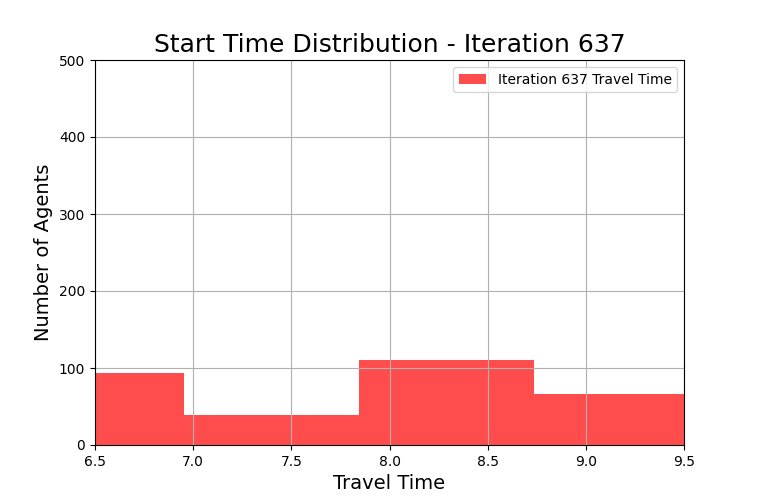 Start Time Distribution - Iteration 637
500
Iteration 637 Travel Time
400
300
200
100
0
Number of Agents
6.5 7.0 7.5 8.0 8.5 9.0 9.5
Travel Time